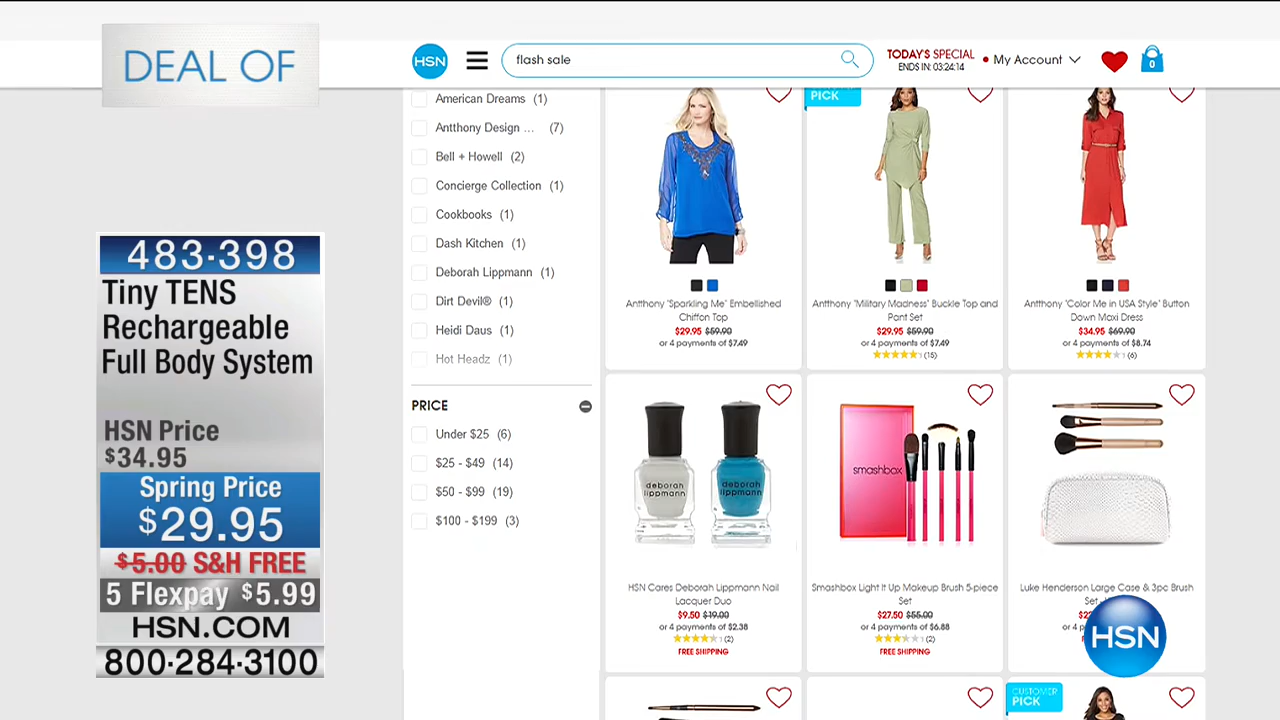 DEAL OF
483-398
Tiny TENS
Rechargeable
Full Body System
HSN Price
$34.95
Spring Price
$29.95
$5.00 S&H FREE
5 Flexpay $5.99
HSN.COM
800-284-3100
HSN
flash sale
TODAY'S SPECIAL
ENDS IN: 03:24:14
My Account
0
American Dreams (1)
Antthony Design ... (7)
Bell + Howell (2)
Concierge Collection (1)
Cookbooks (1)
Dash Kitchen (1)
Deborah Lippmann (1)
Dirt Devil® (1)
Heidi Daus (1)
Hot Headz (1)
PRICE
Under $25 (6)
$25 - $49 (14)
$50 - $99 (19)
$100 - $199 (3)
Antthony "Sparkling Me" Embellished
Chiffon Top
$29.95 $59.90
or 4 payments of $7.49
PICK
Antthony "Military Madness" Buckle Top and
Pant Set
$29.95 $59.90
or 4 payments of $7.49
(15)
Antthony "Color Me in USA Style" Button
Down Maxi Dress
$34.95 $69.90
or 4 payments of $8.74
(6)
deborah
lippmann
deborah
lippmann
HSN Cares Deborah Lippmann Nail
Lacquer Duo
$9.50 $19.00
or 4 payments of $2.38
(2)
FREE SHIPPING
smashbox
Smashbox Light It Up Makeup Brush 5-piece
Set
$27.50 $55.00
or 4 payments of $6.88
(2)
FREE SHIPPING
Luke Henderson Large Case & 3pc Brush
Set
or 4 p
HSN
CUSTOMER
PICK